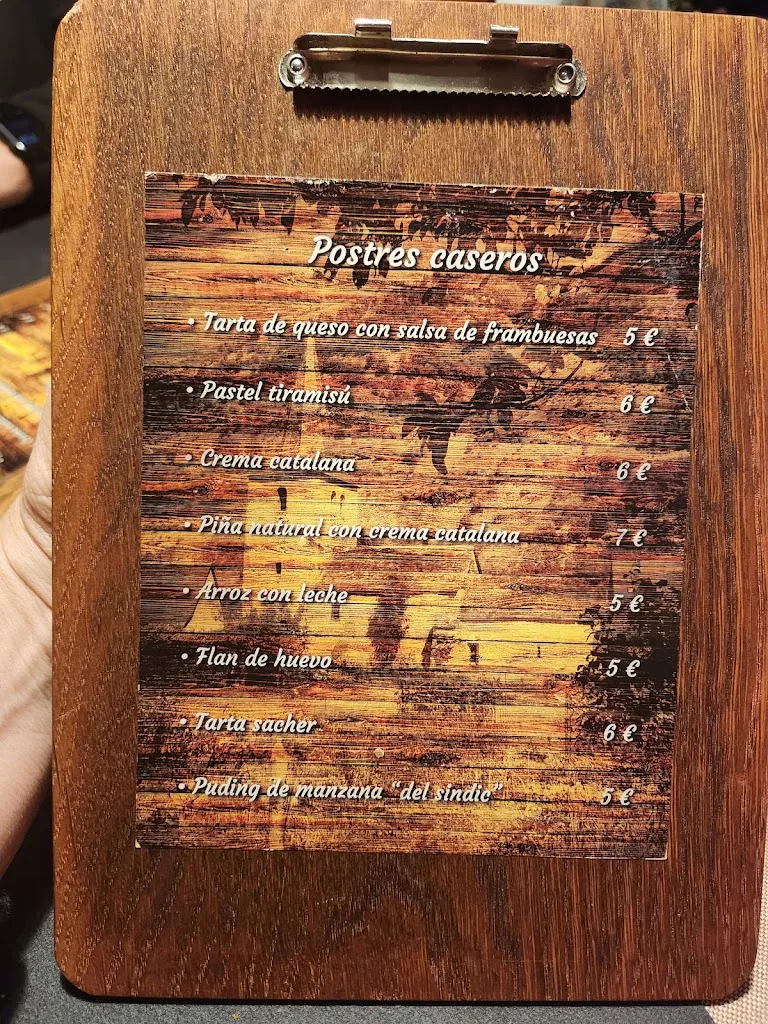 Postres caseros
• Tarta de queso con salsa de frambuesas 5 €
• Pastel tiramisú 6 €
• Crema catalana 6 €
• Piña natural con crema catalana 7 €
• Arroz con leche 5 €
• Flan de huevo 5 €
• Tarta sacher 6 €
• Puding de manzana “del sindic” 5 €